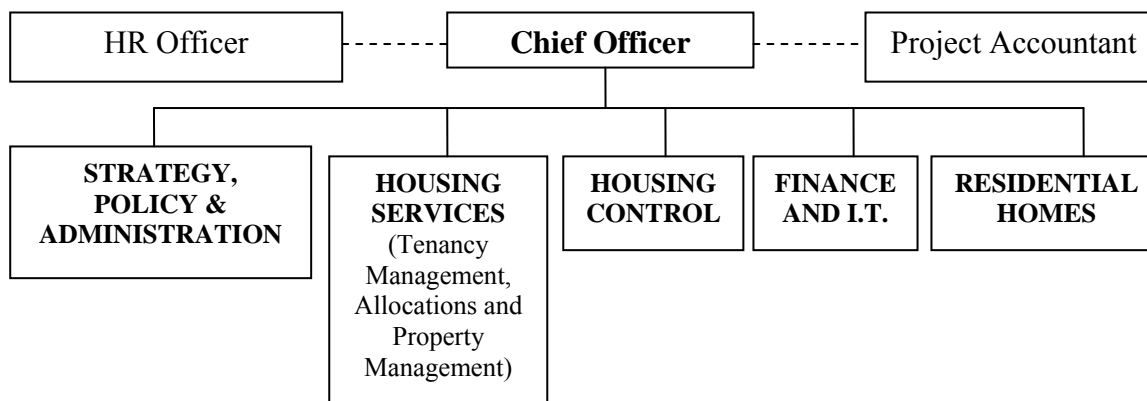 HR Officer
Chief Officer
Project Accountant
STRATEGY,
POLICY &
ADMINISTRATION
HOUSING
SERVICES
(Tenancy
Management,
Allocations and
Property
Management)
HOUSING
CONTROL
FINANCE
AND I.T.
RESIDENTIAL
HOMES